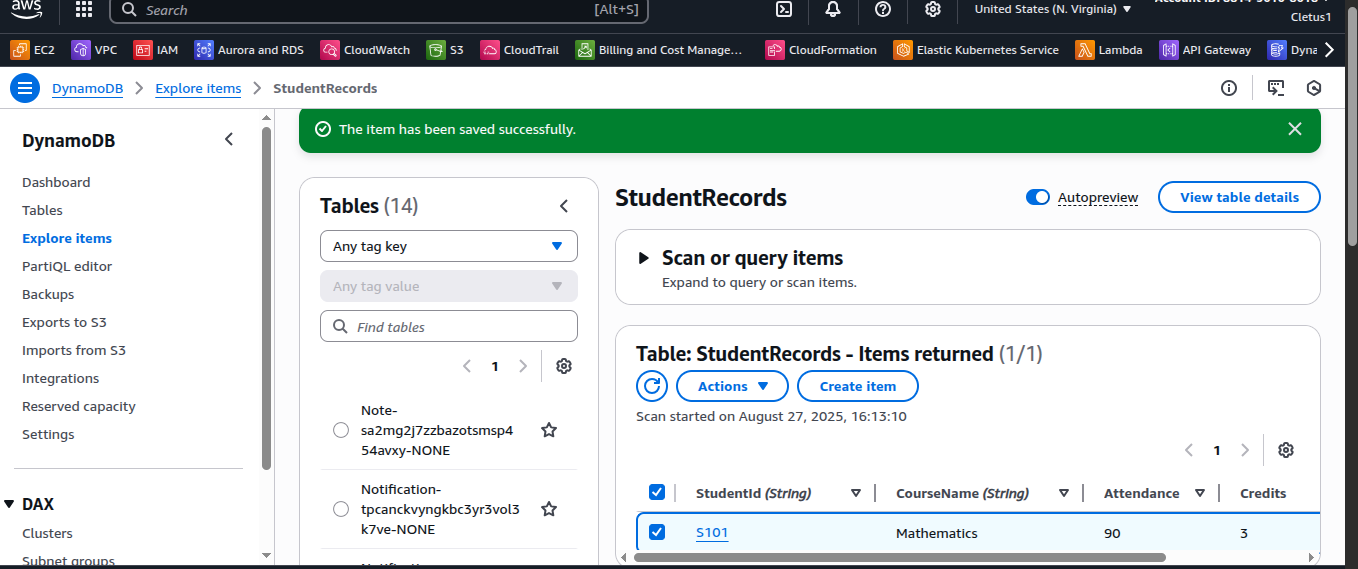 aws
Search
[Alt+S]
United States (N. Virginia)
Cletus1
EC2
VPC
IAM
Aurora and RDS
CloudWatch
S3
CloudTrail
Billing and Cost Manage...
CloudFormation
Elastic Kubernetes Service
Lambda
API Gateway
Dyna
DynamoDB
Explore items
StudentRecords
DynamoDB
Dashboard
Tables
Explore items
PartiQL editor
Backups
Exports to S3
Imports from S3
Integrations
Reserved capacity
Settings
DAX
Clusters
Subnet groups
The item has been saved successfully.
Tables (14)
Any tag key
Any tag value
Find tables
1
Note-
sa2mg2j7zzbazotsmsp4
54avxy-NONE
Notification-
tpcanckvyngkbc3yr3vol3
k7ve-NONE
StudentRecords
Autopreview
View table details
Scan or query items
Expand to query or scan items.
Table: StudentRecords - Items returned (1/1)
Actions
Create item
Scan started on August 27, 2025, 16:13:10
1
StudentId (String)
CourseName (String)
Attendance
Credits
S101
Mathematics
90
3